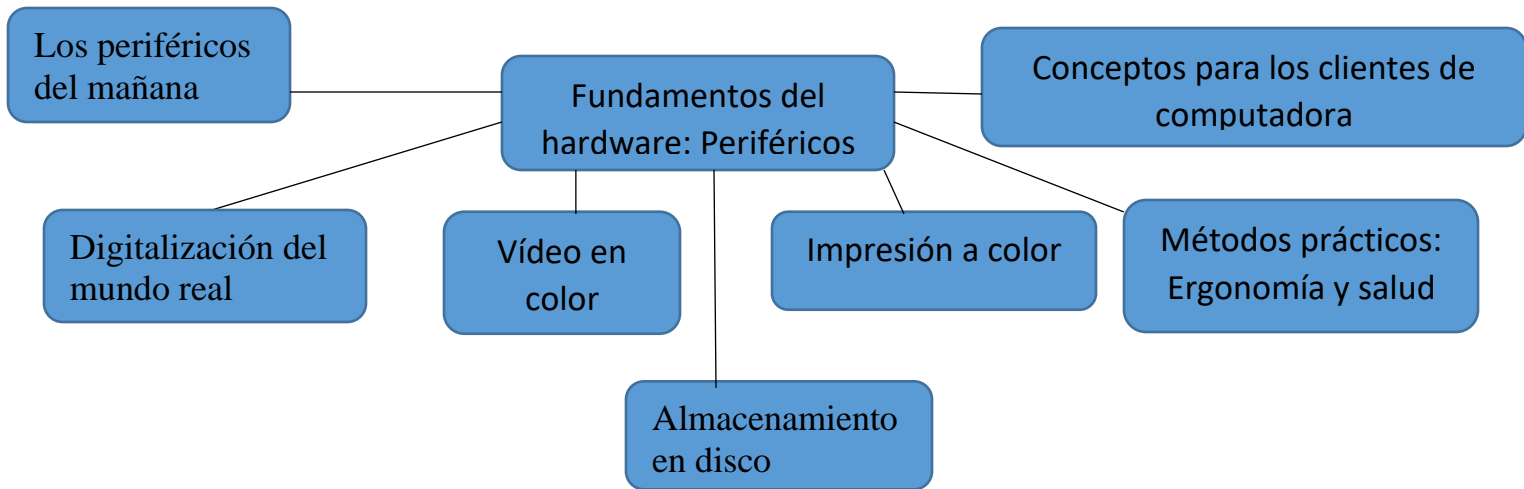 Los periféricos
del mañana
Fundamentos del
hardware: Periféricos
Conceptos para los clientes de
computadora
Digitalización del
mundo real
Vídeo en
color
Impresión a color
Métodos prácticos:
Ergonomía y salud
Almacenamiento
en disco